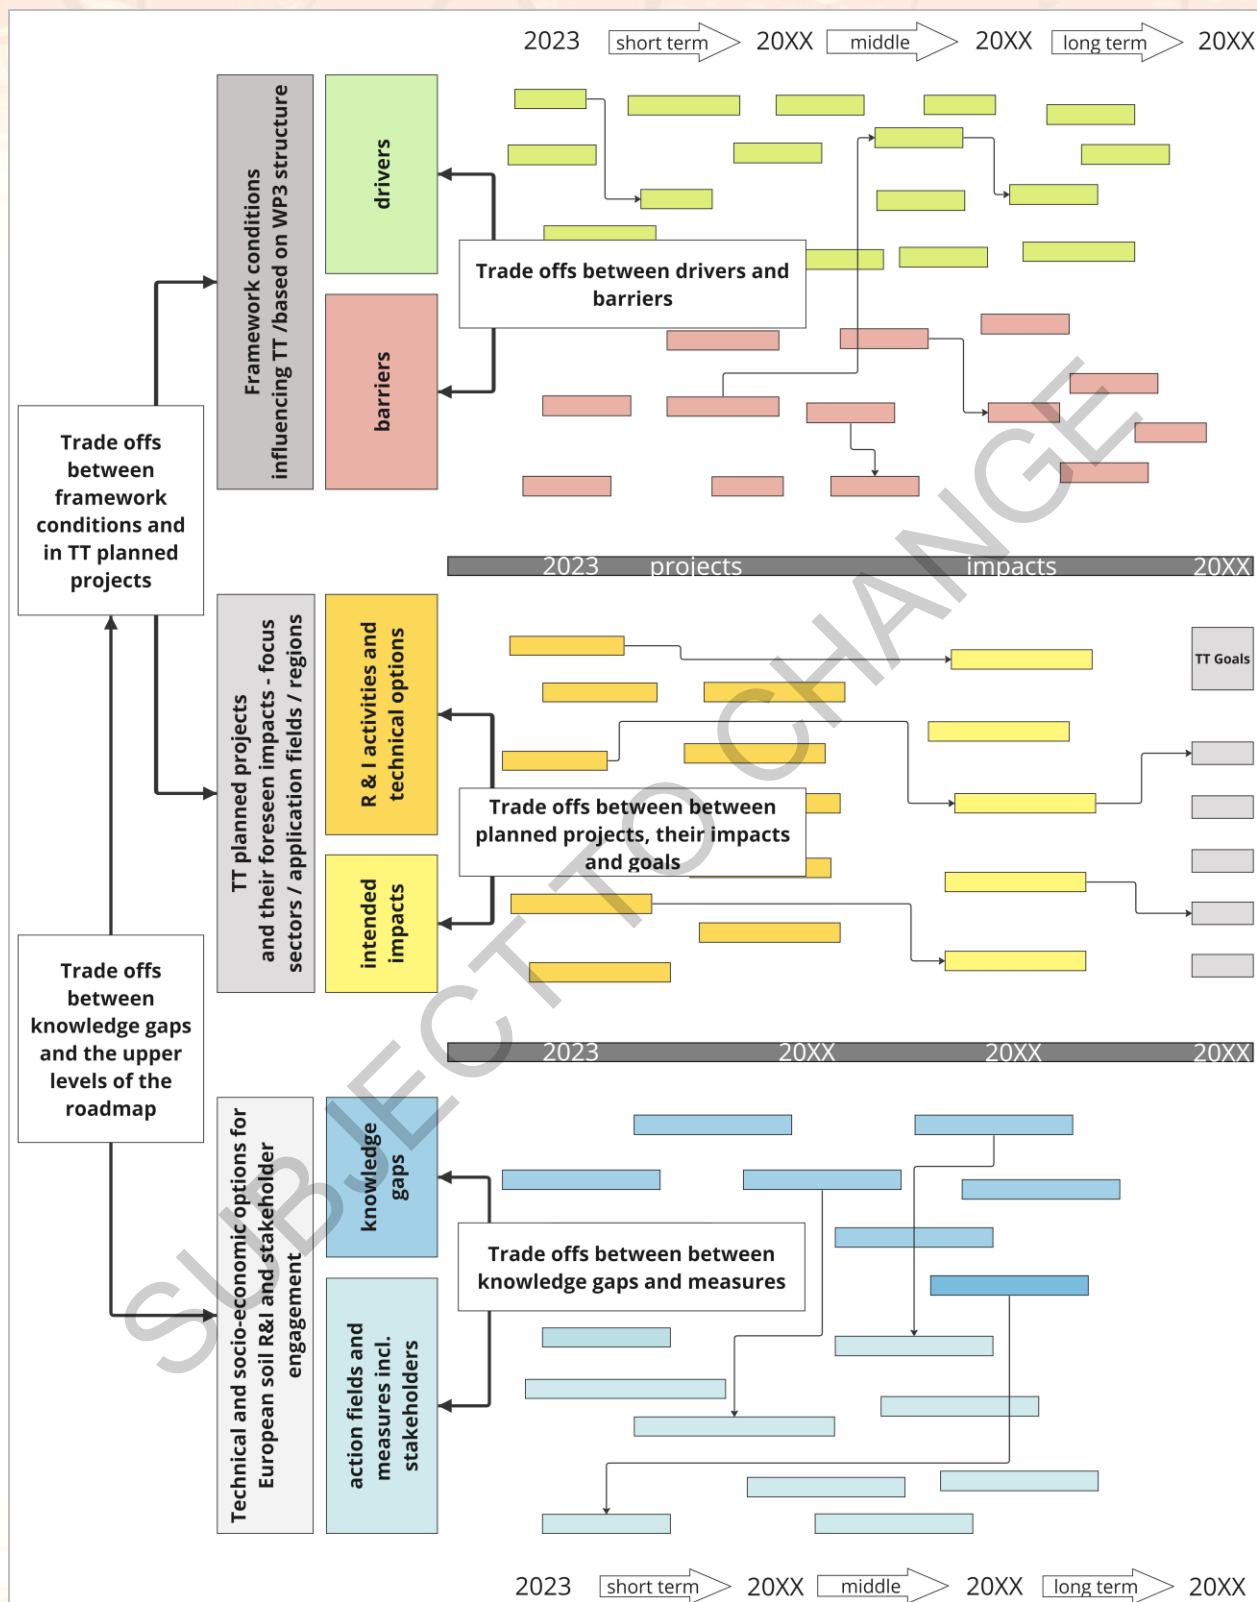 2023
short term
20XX
middle
20XX
long term
20XX
Framework conditions
influencing TT /based on WP3 structure
drivers
barriers
Trade offs between drivers and
barriers
Trade offs
between
framework
conditions and
in TT planned
projects
2023
projects
impacts
20XX
TT planned projects
and their foreseen impacts - focus
sectors / application fields / regions
R & I activities and
technical options
intended
impacts
TT Goals
Trade offs between between
planned projects, their impacts
and goals
Trade offs
between
knowledge gaps
and the upper
levels of the
roadmap
2023
20XX
20XX
20XX
Technical and socio-economic options for
European soil R&I and stakeholder
engagement
knowledge
gaps
action fields and
measures incl.
stakeholders
Trade offs between between
knowledge gaps and measures
2023
short term
20XX
middle
20XX
long term
20XX
SUBJECT TO CHANGE